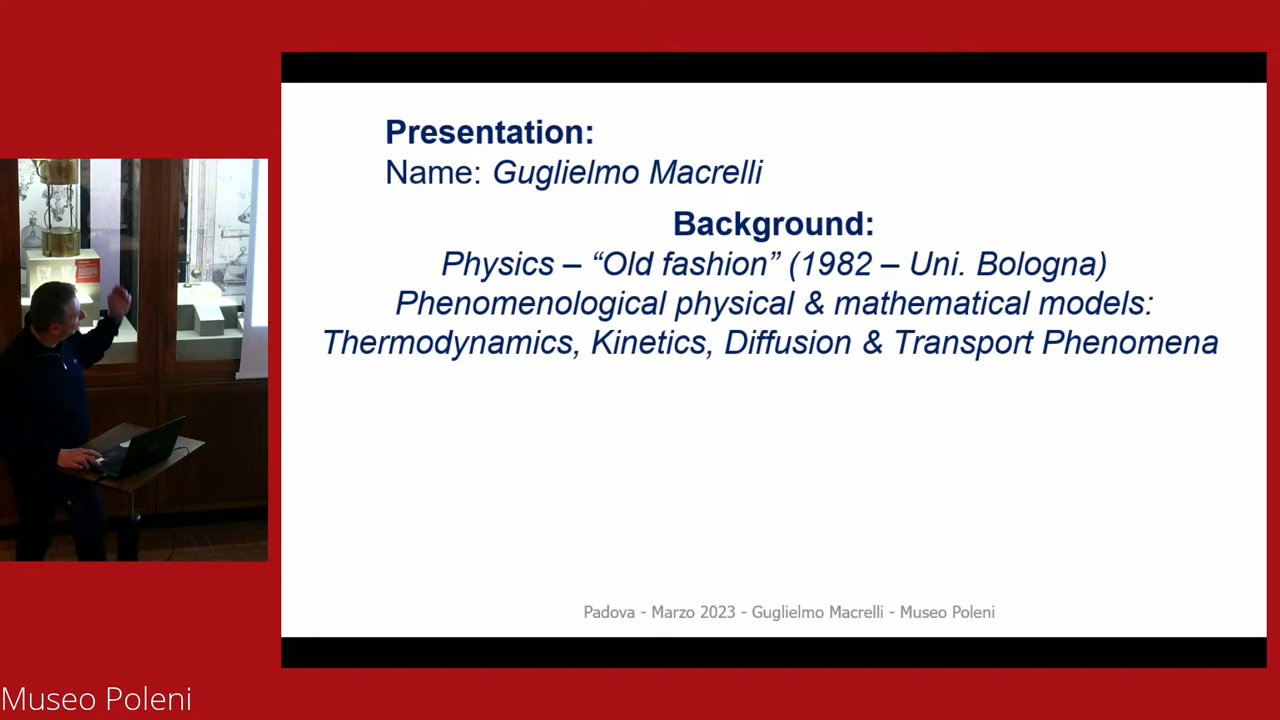 Presentation:
Name: Guglielmo Macrelli
Background:
Physics – “Old fashion” (1982 – Uni. Bologna)
Phenomenological physical & mathematical models:
Thermodynamics, Kinetics, Diffusion & Transport Phenomena
Padova - Marzo 2023 - Guglielmo Macrelli - Museo Poleni
Museo Poleni